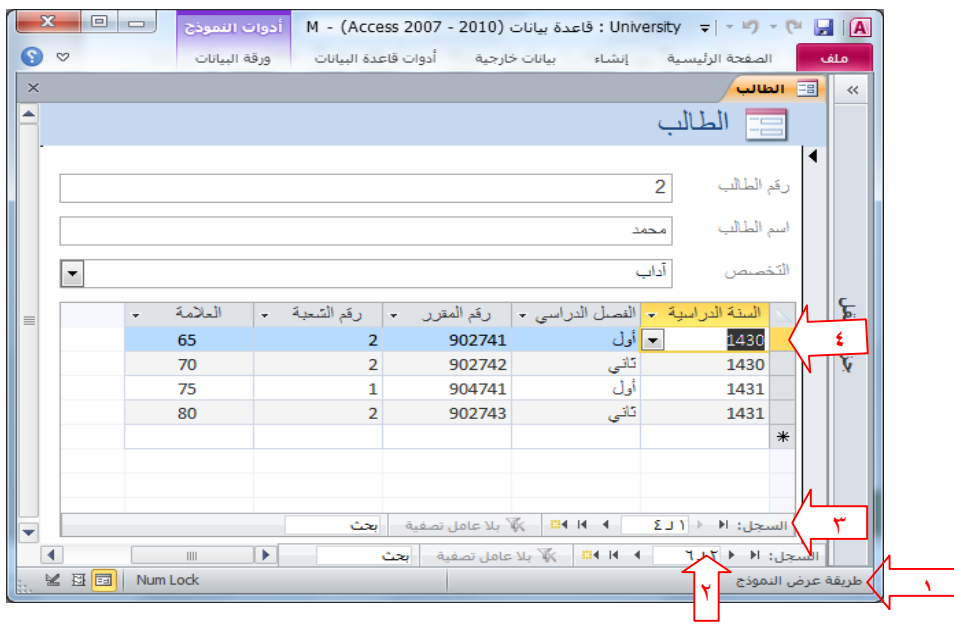 University : قاعدة بيانات (Access 2007 - 2010) - M أدوات النموذج
ملف الصفحة الرئيسية إنشاء بيانات خارجية أدوات قاعدة البيانات ورقة البيانات
الطالب
الطالب
رقم الطالب 2
اسم الطالب محمد
التخصص آداب
السنة الدراسية الفصل الدراسي رقم المقرر رقم الشعبة العلامة
1430 أول 902741 2 65
٤
1430 ثاني 902742 2 70
1431 أول 904741 1 75
1431 ثاني 902743 2 80
السجل: ١ لـ ٤ بلا عامل تصفية بحث
٣
السجل: ٢ لـ ٦ بلا عامل تصفية بحث
طريقة عرض النموذج Num Lock
١
٢